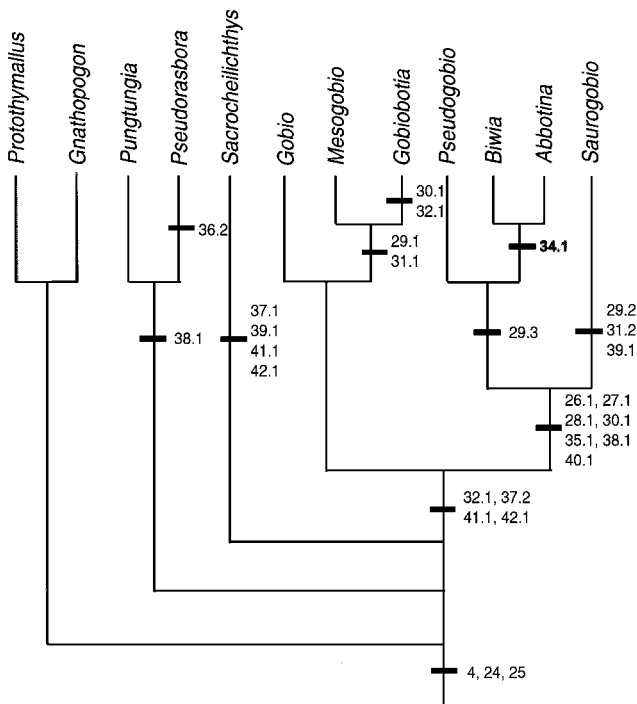 Protothymallus
Gnathopogon
Pungtungia
Pseudorasbora
Sacrocheilichthys
Gobio
Mesogobio
Gobiobotia
Pseudogobio
Biwia
Abbotina
Saurogobio
30.1
32.1
36.2
29.1
31.1
34.1
37.1
39.1
41.1
42.1
38.1
29.3
29.2
31.2
39.1
26.1, 27.1
28.1, 30.1
35.1, 38.1
40.1
32.1, 37.2
41.1, 42.1
4, 24, 25